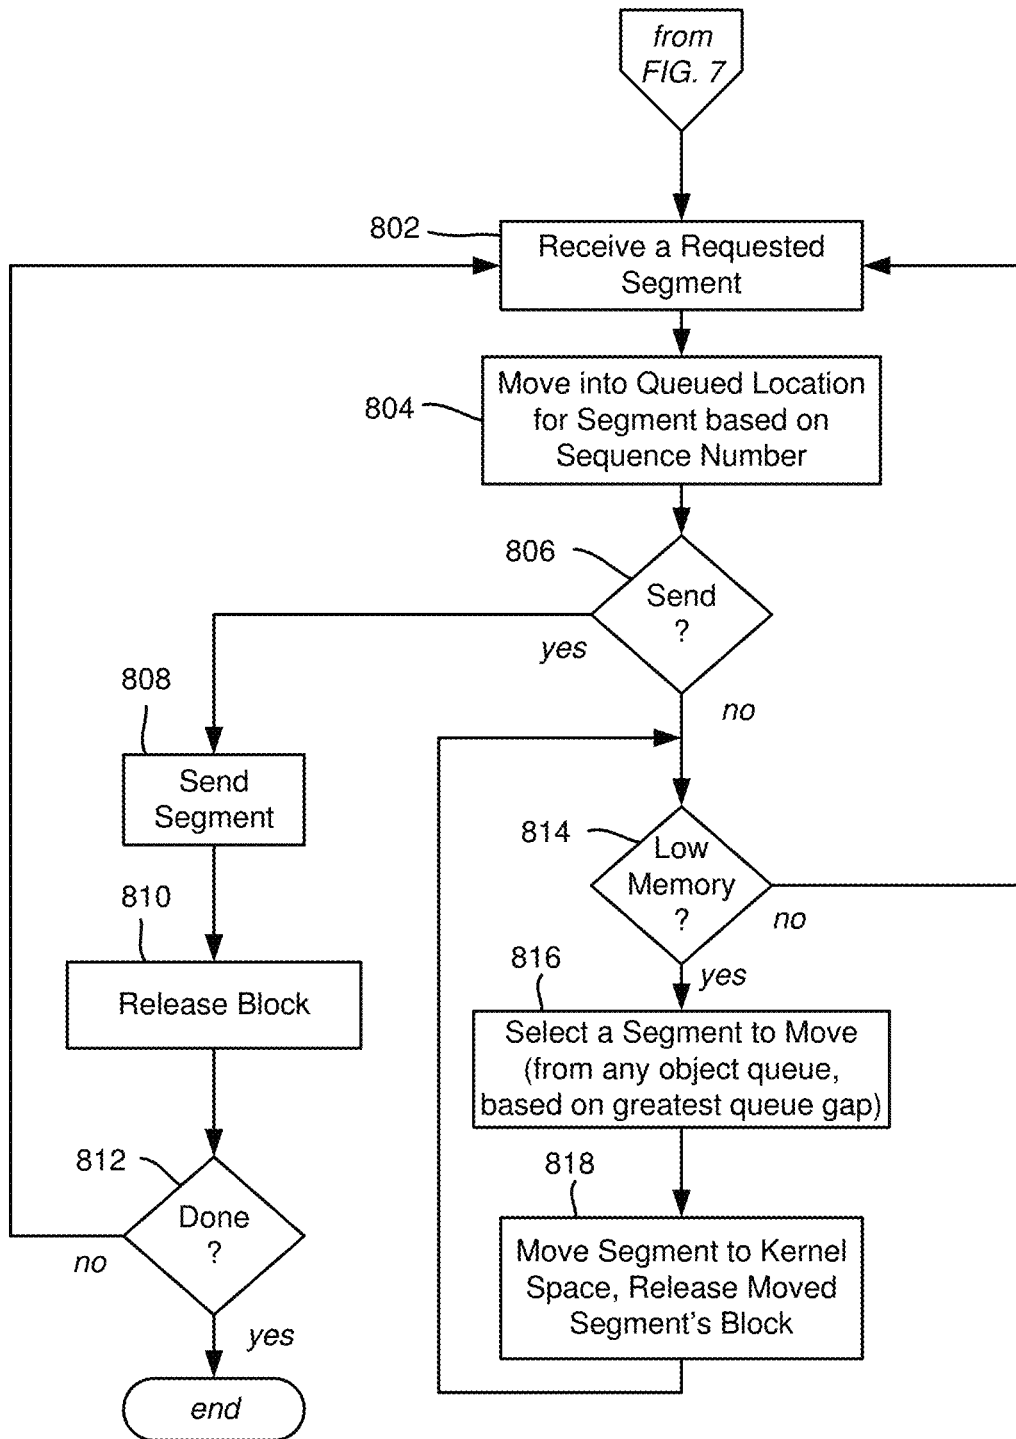 from
FIG. 7
802
Receive a Requested
Segment
804
Move into Queued Location
for Segment based on
Sequence Number
806
Send
?
yes
no
808
Send
Segment
814
Low
Memory
?
no
yes
810
Release Block
816
Select a Segment to Move
(from any object queue,
based on greatest queue gap)
812
Done
?
no
yes
818
Move Segment to Kernel
Space, Release Moved
Segment's Block
end